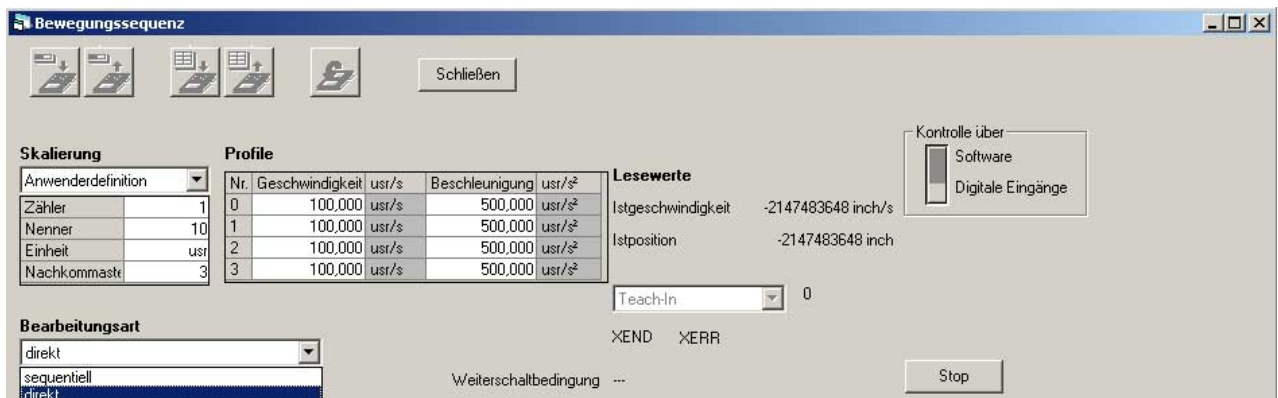 Bewegungssequenz
Schließen
Kontrolle über
Software
Digitale Eingänge
Skalierung
Anwenderdefinition
Zähler 1
Nenner 10
Einheit usr
Nachkommaste 3
Profile
Nr. Geschwindigkeit usr/s Beschleunigung usr/s²
0 100,000 usr/s 500,000 usr/s²
1 100,000 usr/s 500,000 usr/s²
2 100,000 usr/s 500,000 usr/s²
3 100,000 usr/s 500,000 usr/s²
Lesewerte
Istgeschwindigkeit -2147483648 inch/s
Istposition -2147483648 inch
Teach-In 0
XEND XERR
Bearbeitungsart
direkt
sequentiell
direkt
Weiterschaltbedingung ---
Stop